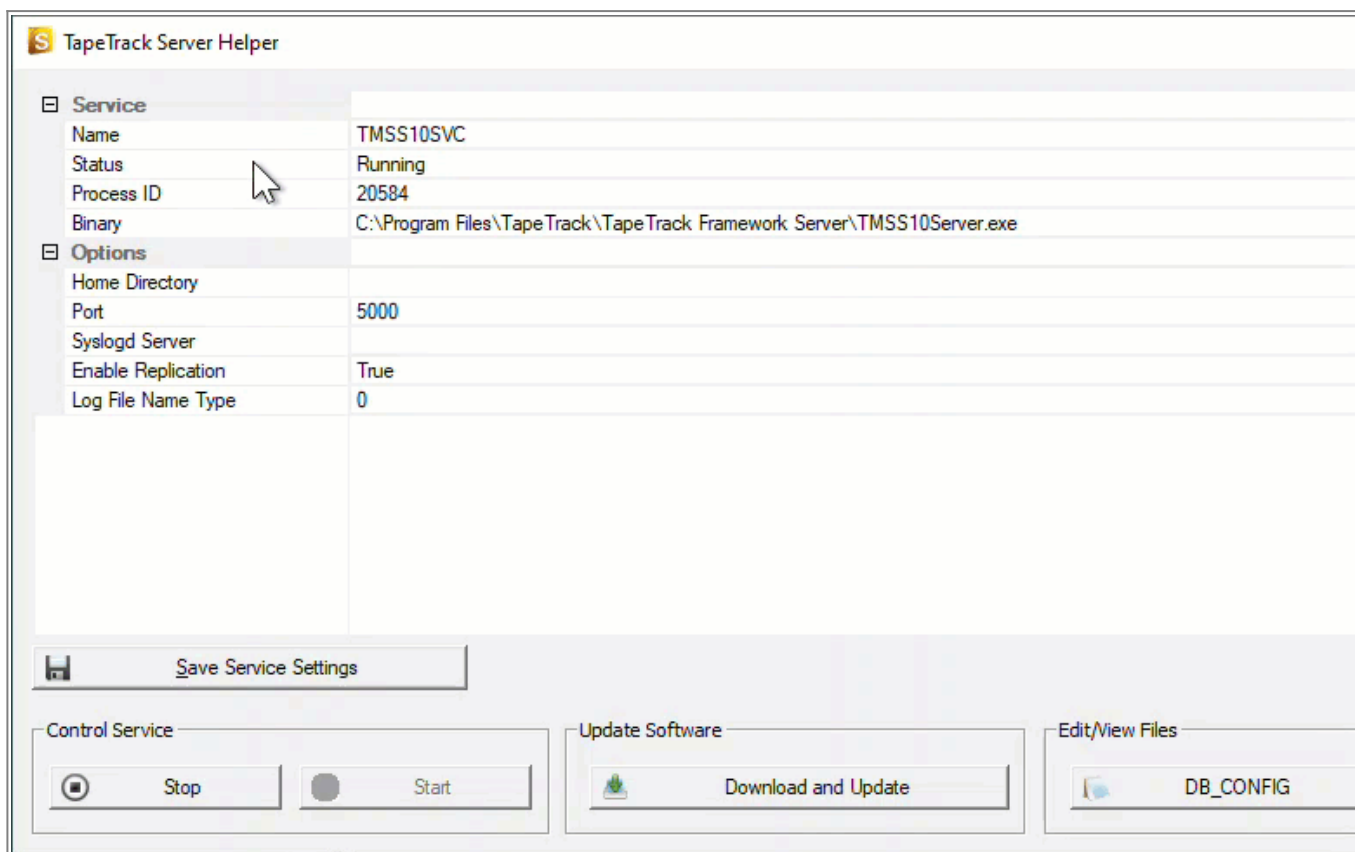 TapeTrack Server Helper
Service
Name TMSS10SVC
Status Running
Process ID 20584
Binary C:\Program Files\TapeTrack\TapeTrack Framework Server\TMSS10Server.exe
Options
Home Directory
Port 5000
Syslogd Server
Enable Replication True
Log File Name Type 0
Save Service Settings
Control Service Update Software Edit/View Files
Stop Start Download and Update DB_CONFIG